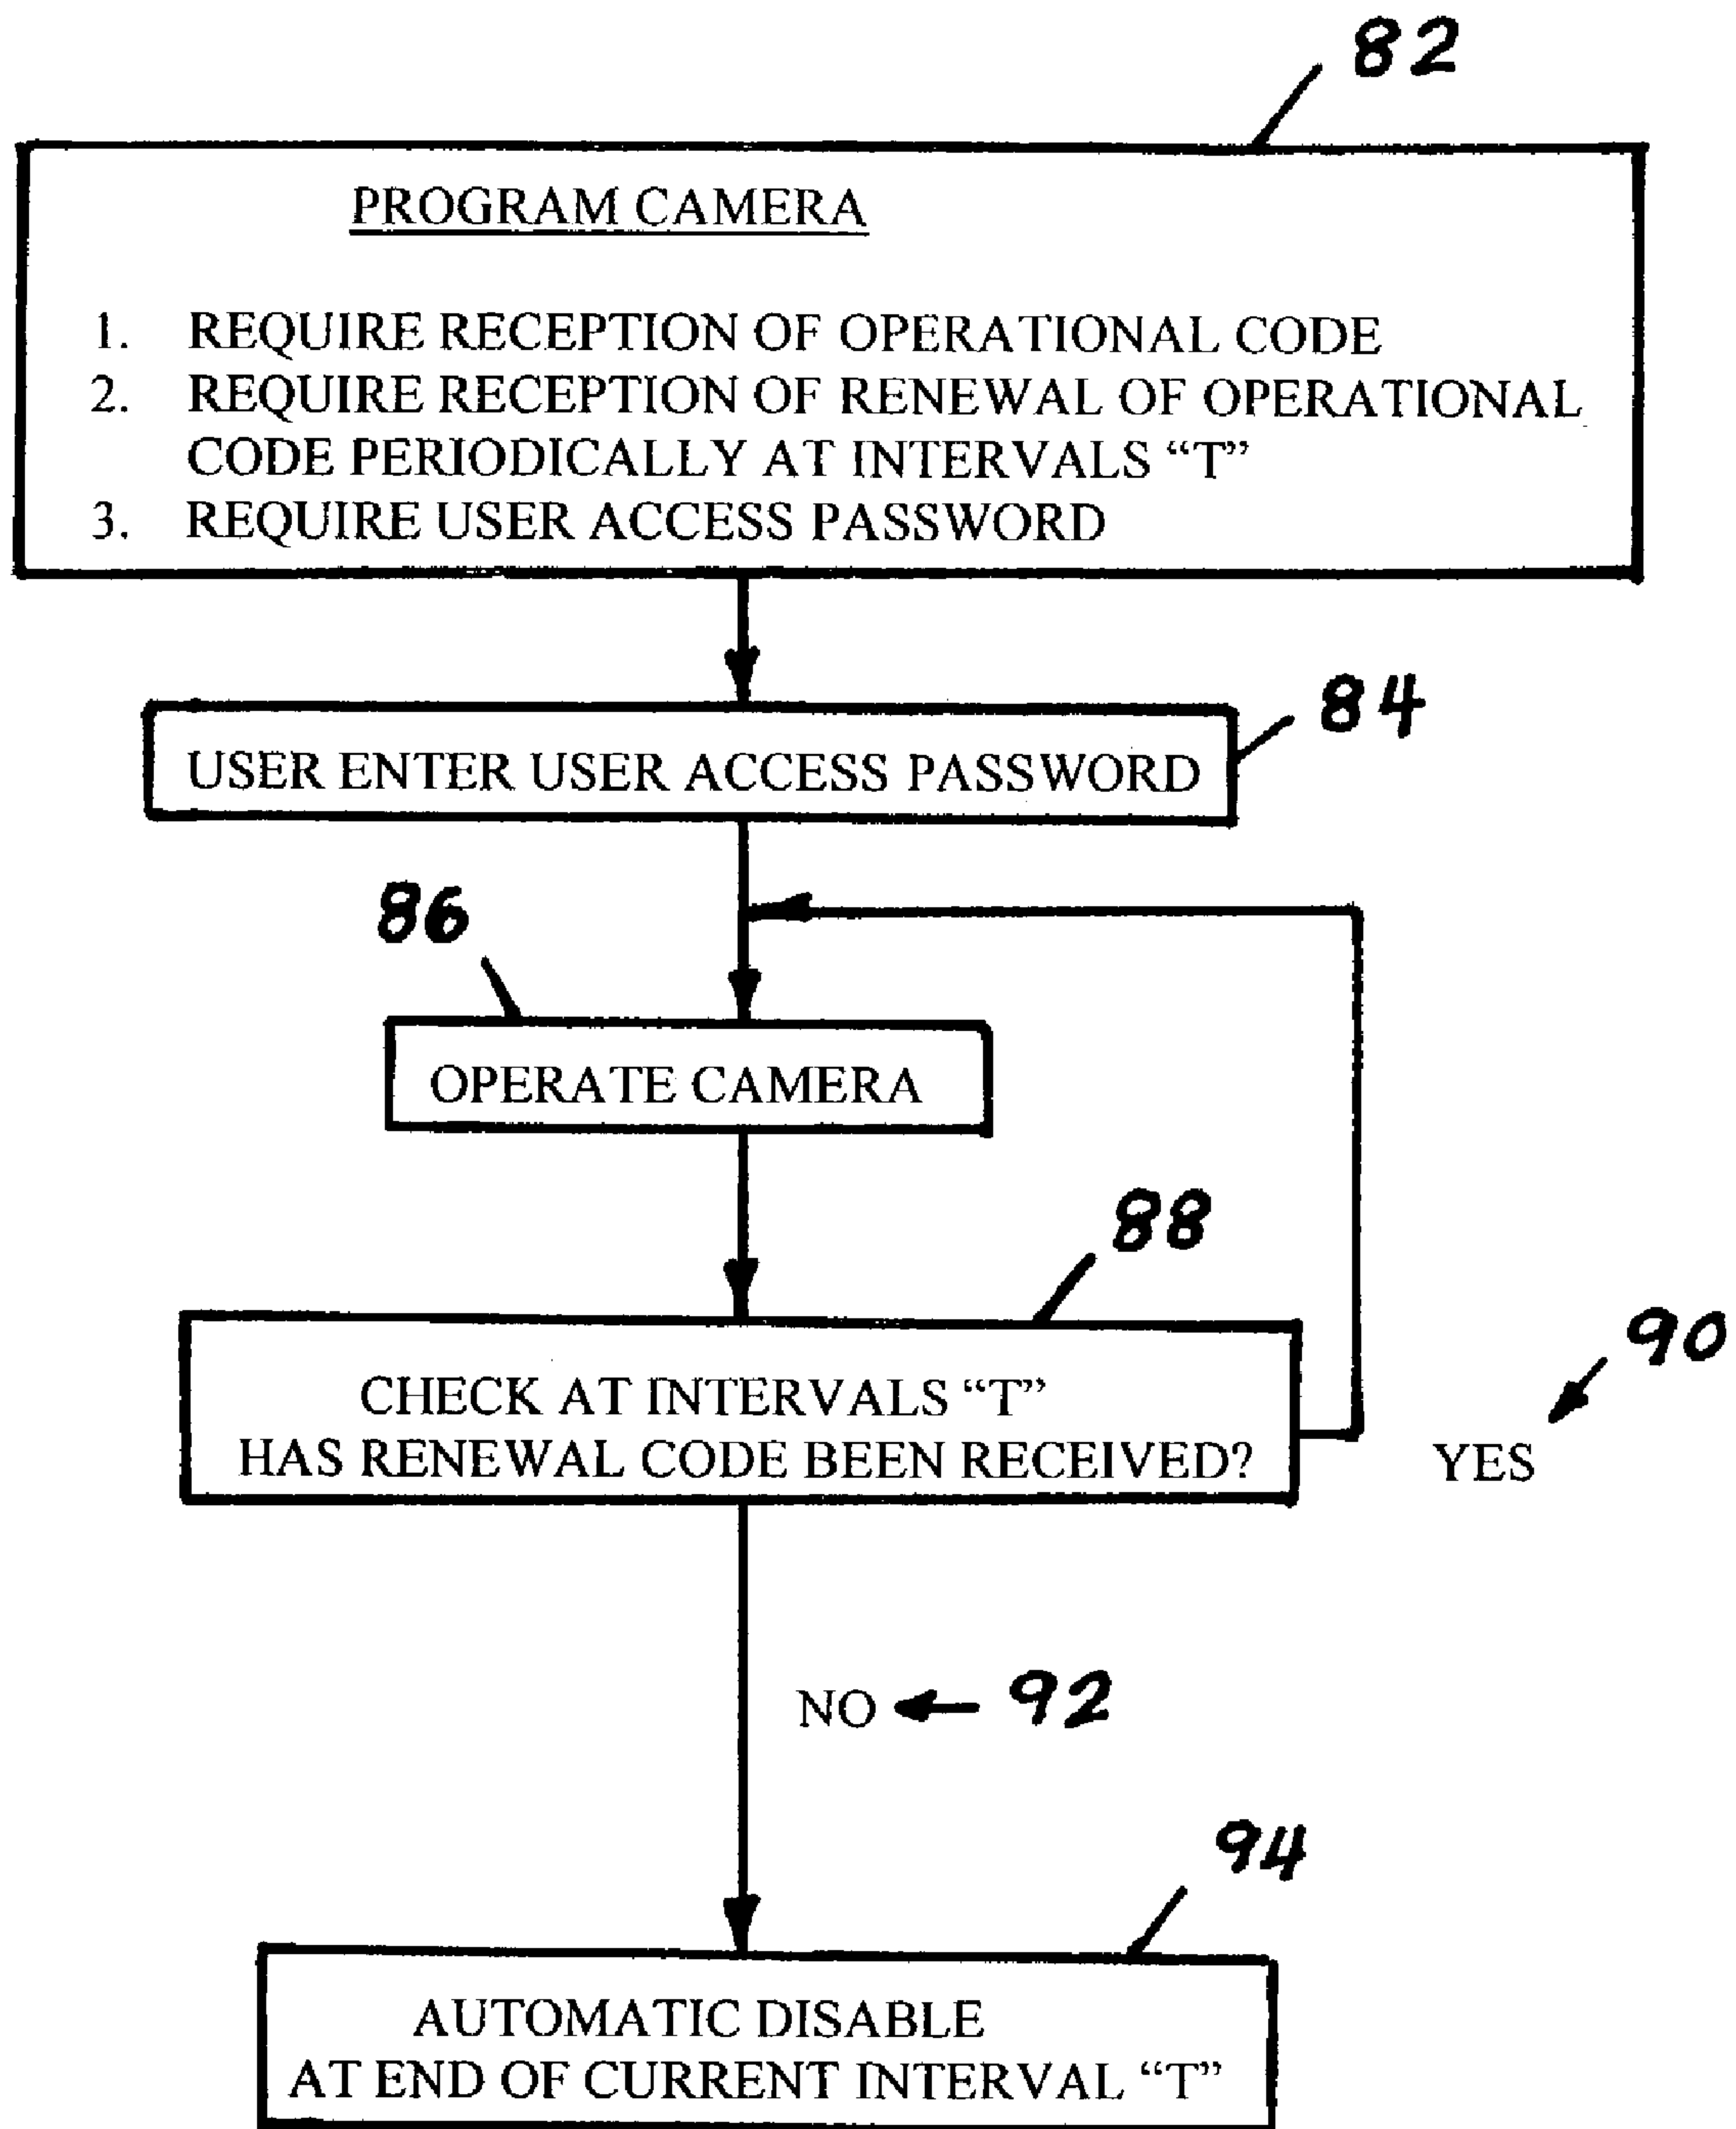 82
PROGRAM CAMERA
1. REQUIRE RECEPTION OF OPERATIONAL CODE
2. REQUIRE RECEPTION OF RENEWAL OF OPERATIONAL
CODE PERIODICALLY AT INTERVALS “T”
3. REQUIRE USER ACCESS PASSWORD
84
USER ENTER USER ACCESS PASSWORD
86
OPERATE CAMERA
88
CHECK AT INTERVALS “T”
HAS RENEWAL CODE BEEN RECEIVED?
90
YES
NO
92
94
AUTOMATIC DISABLE
AT END OF CURRENT INTERVAL “T”